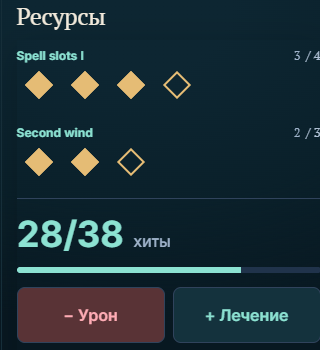 Ресурсы
Spell slots I 3 / 4
Second wind 2 / 3
28/38 хиты
− Урон + Лечение